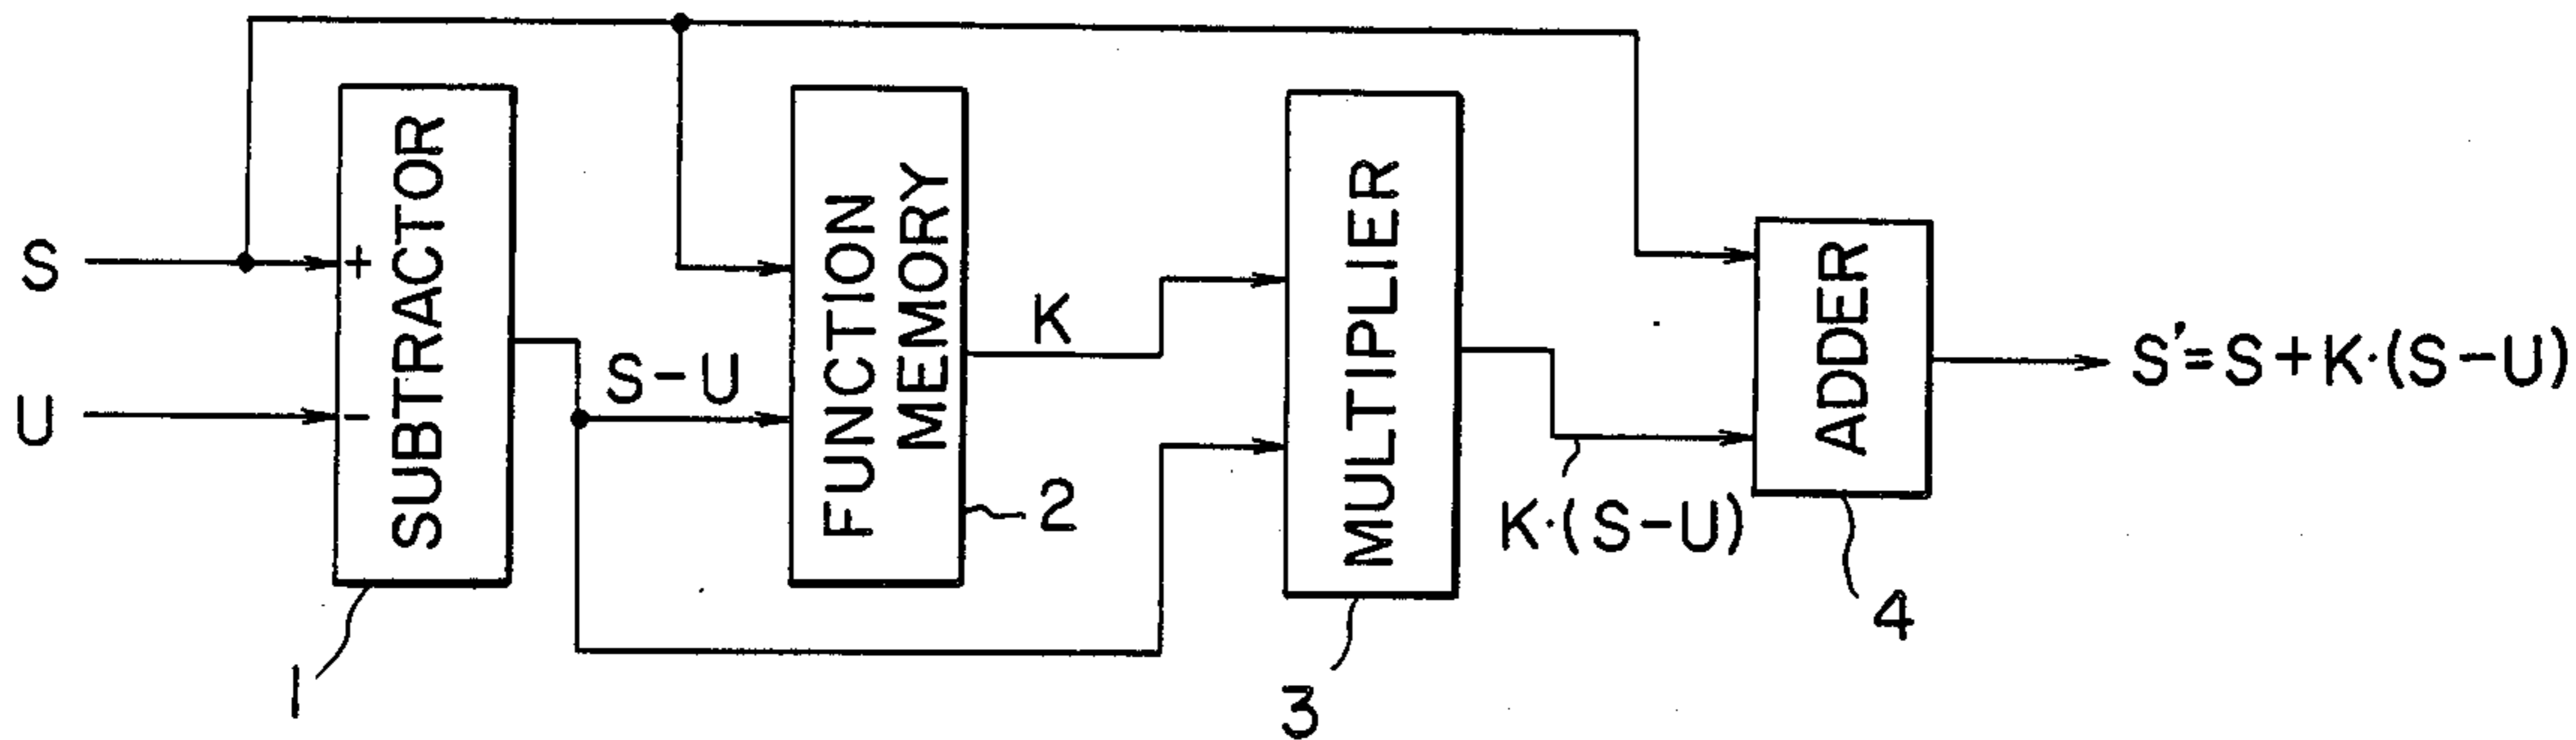 S
U
+
-
SUBTRACTOR
1
S-U
FUNCTION
MEMORY
2
K
MULTIPLIER
3
K·(S-U)
ADDER
4
S'=S+K·(S-U)